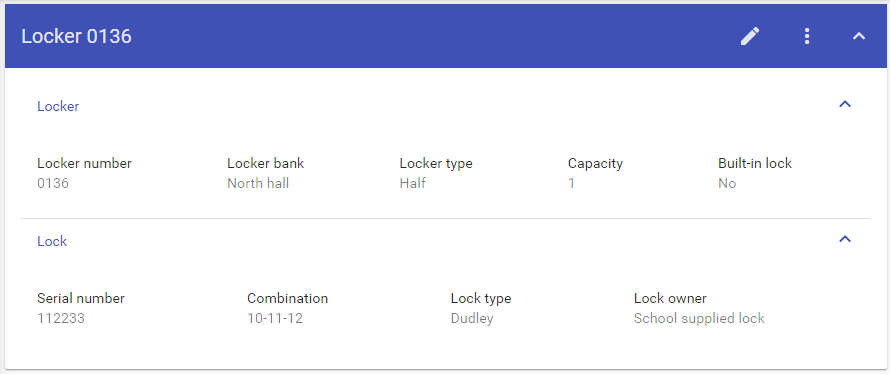 Locker 0136
Locker
Locker number Locker bank Locker type Capacity Built-in lock
0136 North hall Half 1 No
Lock
Serial number Combination Lock type Lock owner
112233 10-11-12 Dudley School supplied lock